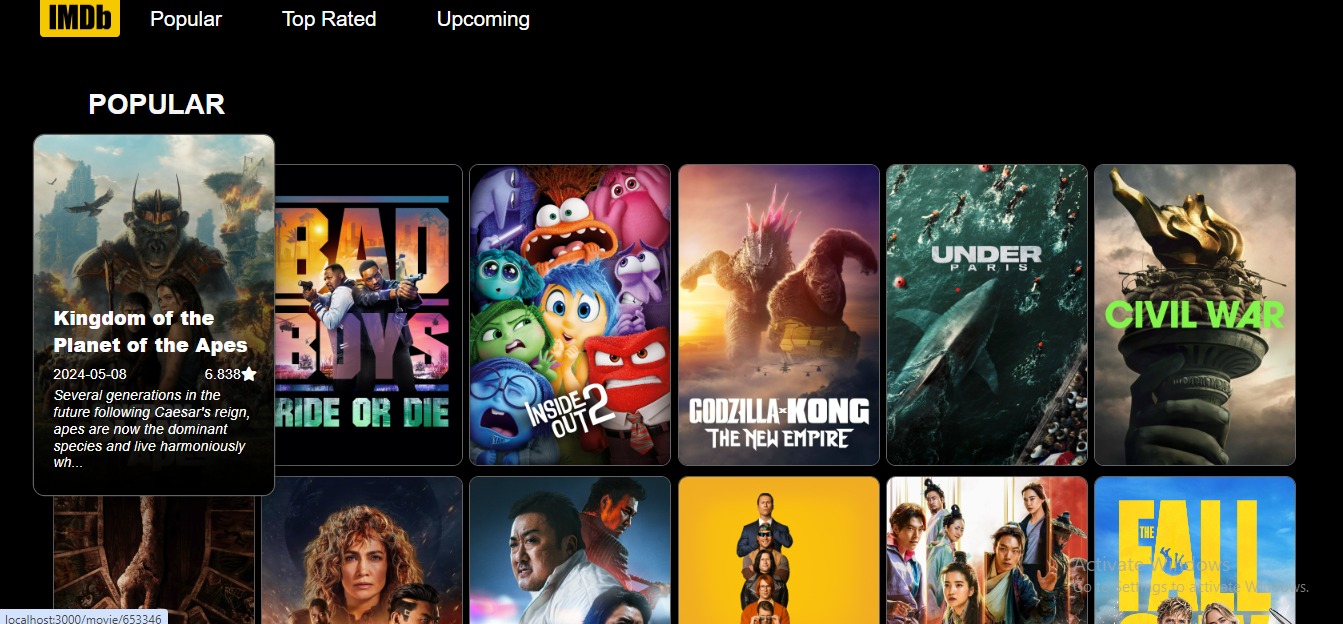 IMDb Popular Top Rated Upcoming
POPULAR
Kingdom of the
Planet of the Apes
2024-05-08 6.838
Several generations in the
future following Caesar's reign,
apes are now the dominant
species and live harmoniously
wh...
BAD
BOYS
RIDE OR DIE
INSIDE
OUT 2
GODZILLA x KONG
THE NEW EMPIRE
UNDER
PARIS
CIVIL WAR
THE FALL
Activate Windows
Go to Settings to activate Windows.
localhost:3000/movie/653346